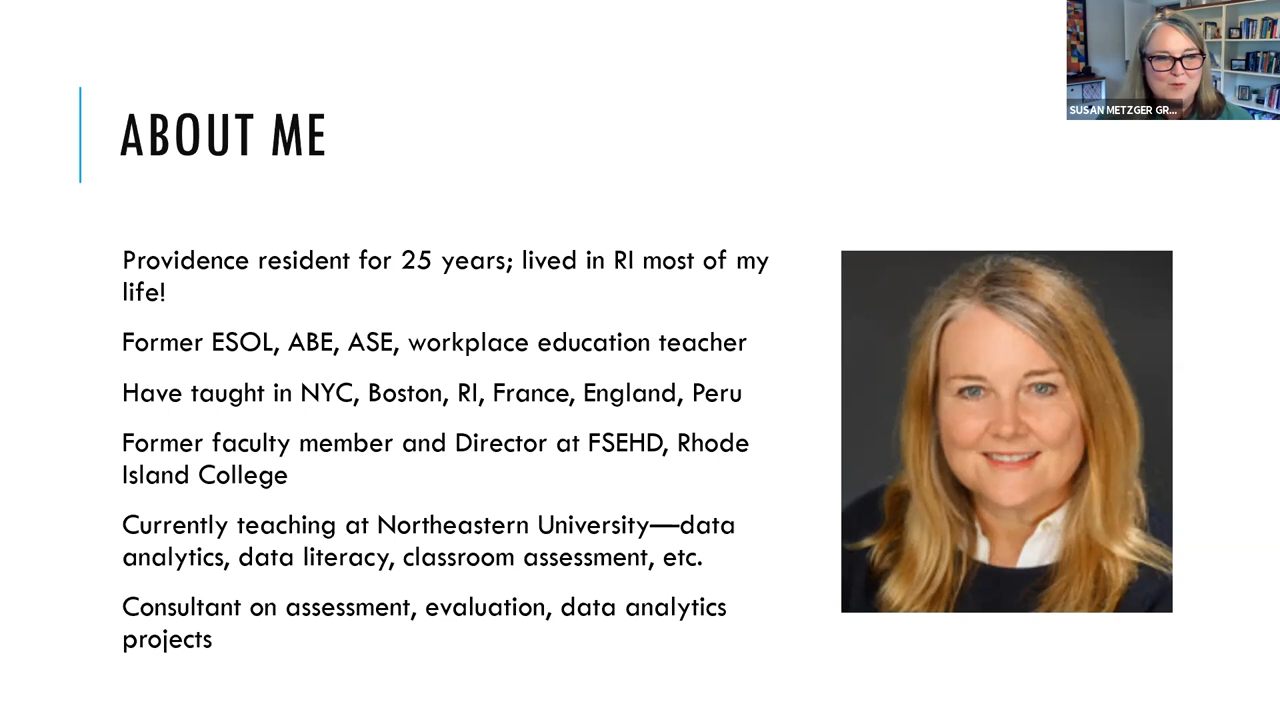 SUSAN METZGER GR...
ABOUT ME
Providence resident for 25 years; lived in RI most of my
life!
Former ESOL, ABE, ASE, workplace education teacher
Have taught in NYC, Boston, RI, France, England, Peru
Former faculty member and Director at FSEHD, Rhode
Island College
Currently teaching at Northeastern University—data
analytics, data literacy, classroom assessment, etc.
Consultant on assessment, evaluation, data analytics
projects